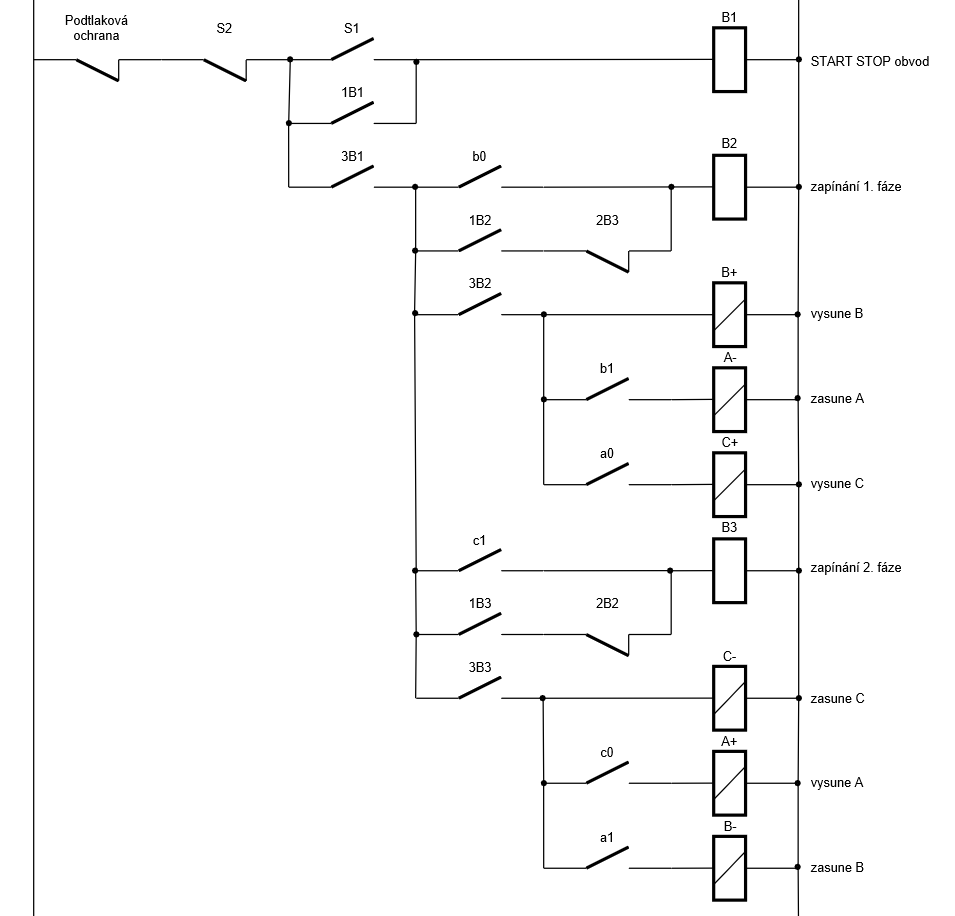 Podtlaková
ochrana
S2
S1
B1
START STOP obvod
1B1
3B1
b0
B2
zapínání 1. fáze
1B2
2B3
3B2
B+
vysune B
b1
A-
zasune A
a0
C+
vysune C
c1
B3
zapínání 2. fáze
1B3
2B2
3B3
C-
zasune C
c0
A+
vysune A
a1
B-
zasune B